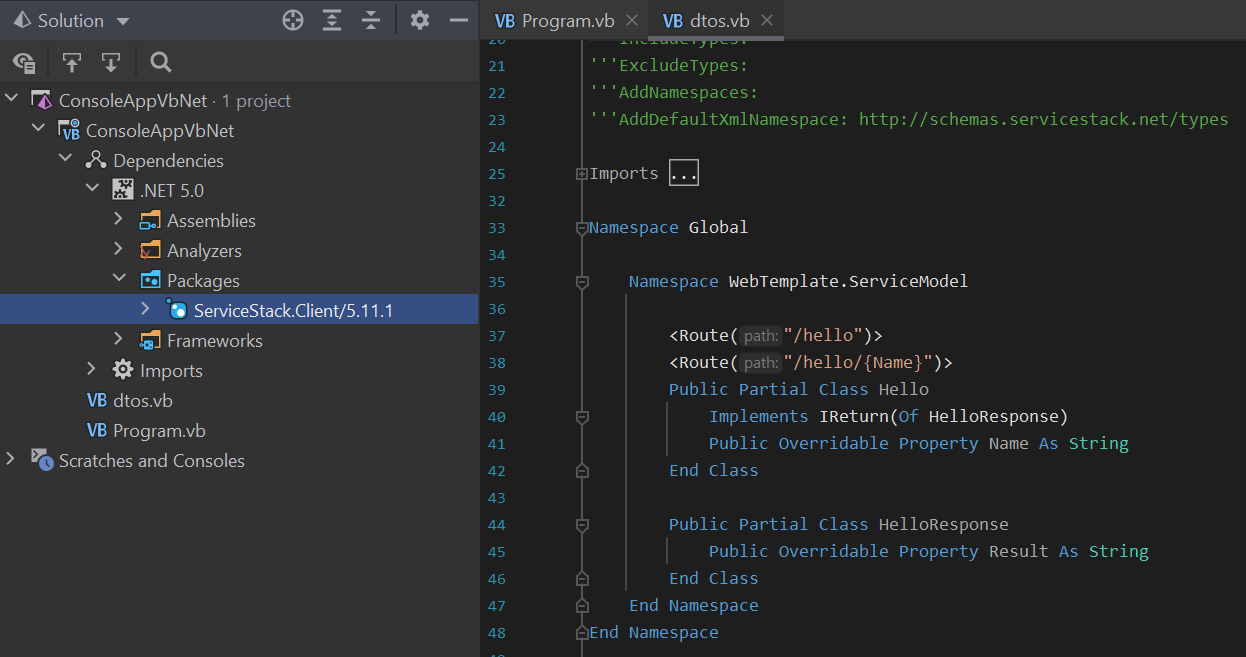 Solution
ConsoleAppVbNet · 1 project
VB ConsoleAppVbNet
Dependencies
.NET 5.0
Assemblies
Analyzers
Packages
ServiceStack.Client/5.11.1
Frameworks
Imports
VB dtos.vb
VB Program.vb
Scratches and Consoles
VB Program.vb
VB dtos.vb
20 '''IncludeTypes:
21 '''ExcludeTypes:
22 '''AddNamespaces:
23 '''AddDefaultXmlNamespace: http://schemas.servicestack.net/types
24
25 Imports ...
32
33 Namespace Global
34
35 Namespace WebTemplate.ServiceModel
36
37 <Route( path: "/hello")>
38 <Route( path: "/hello/{Name}")>
39 Public Partial Class Hello
40 Implements IReturn(Of HelloResponse)
41 Public Overridable Property Name As String
42 End Class
43
44 Public Partial Class HelloResponse
45 Public Overridable Property Result As String
46 End Class
47 End Namespace
48 End Namespace